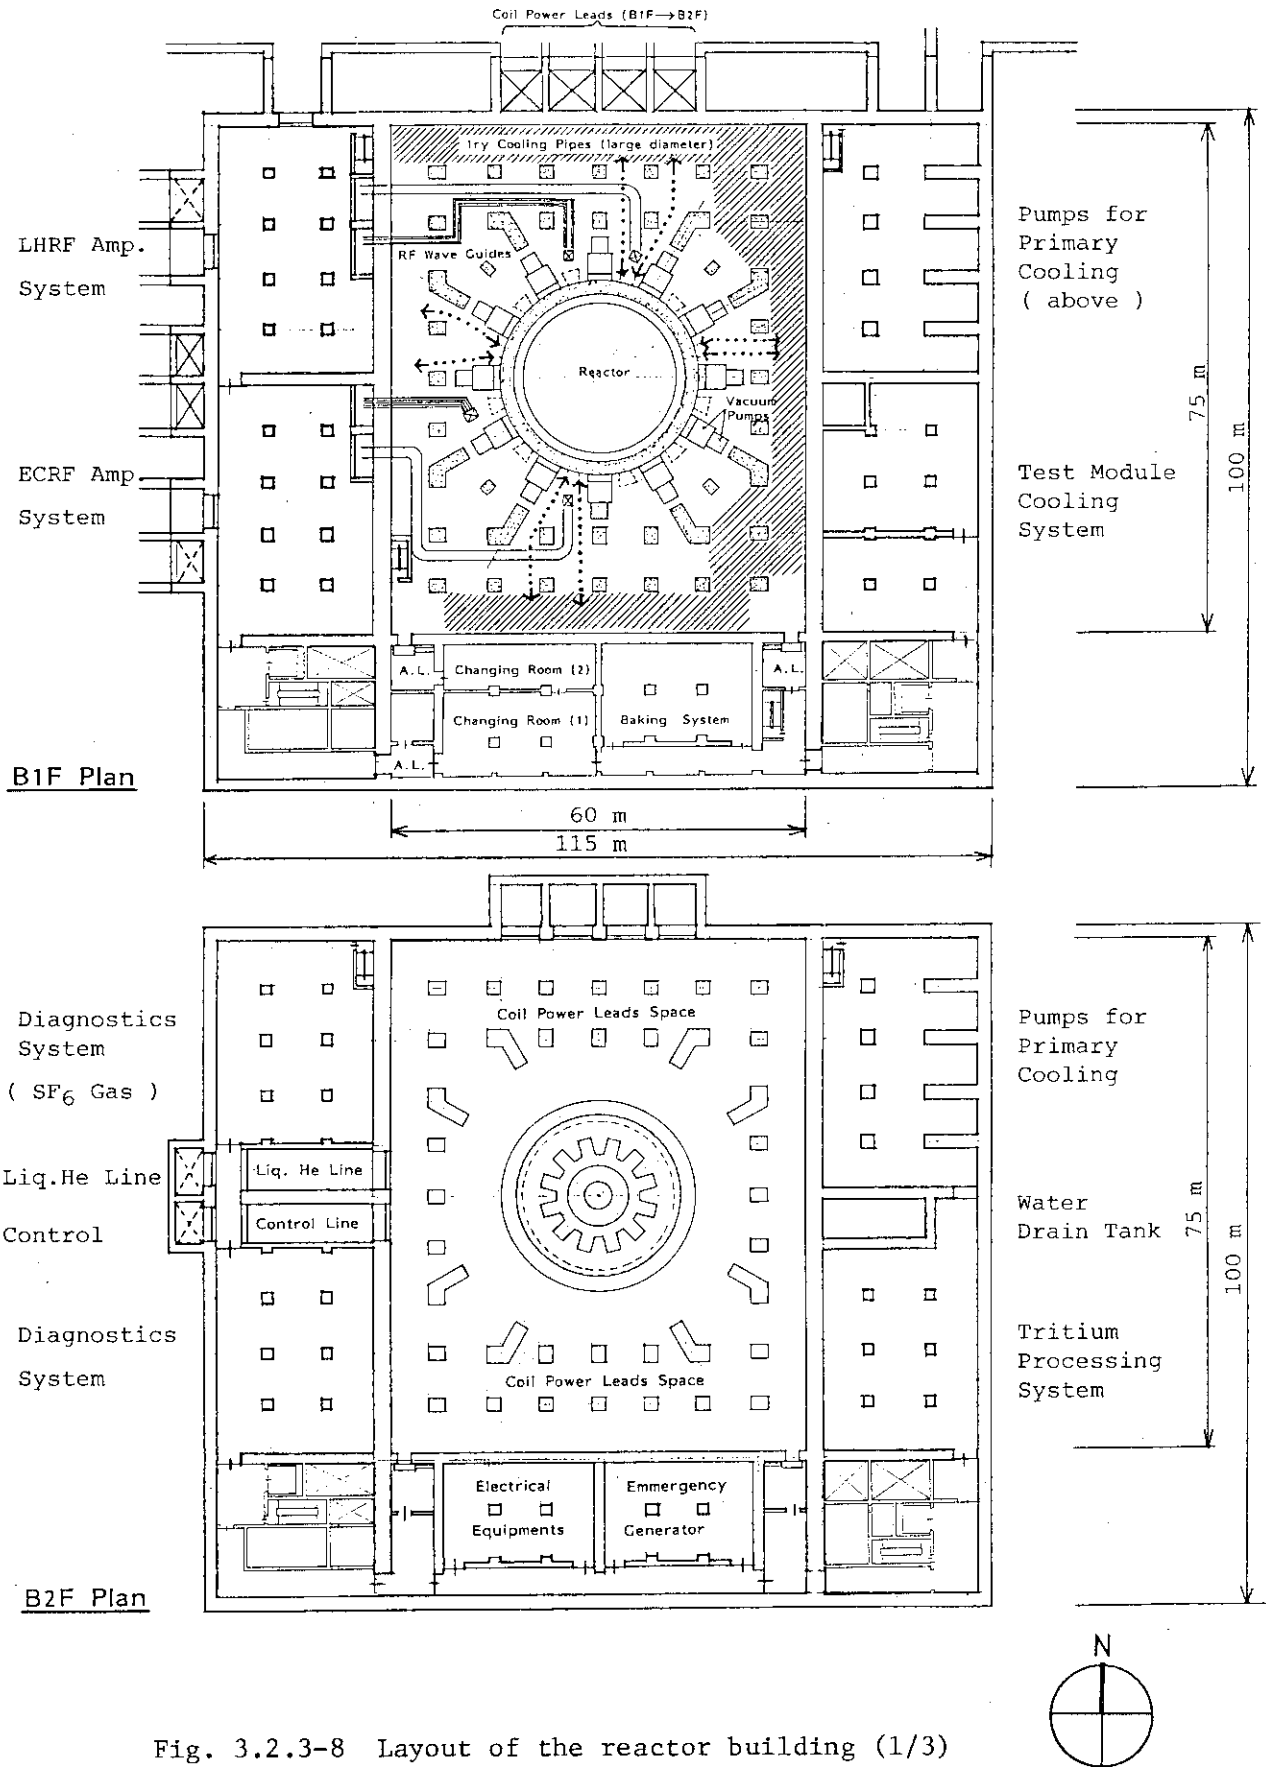 Coil Power Leads (B1F→B2F)
1ry Cooling Pipes (large diameter)
LHRF Amp.
System
RF Wave Guides
Pumps for
Primary
Cooling
( above )
Reactor
Vacuum
Pumps
75 m
100 m
ECRF Amp.
System
Test Module
Cooling
System
A.L.
Changing Room (2)
A.L.
Changing Room (1)
Baking System
A.L.
B1F Plan
60 m
115 m
Coil Power Leads Space
Diagnostics
System
( SF6 Gas )
Pumps for
Primary
Cooling
Liq.He Line
Liq. He Line
Control
Control Line
Water
Drain Tank
75 m
100 m
Diagnostics
System
Tritium
Processing
System
Coil Power Leads Space
Electrical
Equipments
Emmergency
Generator
B2F Plan
N
Fig. 3.2.3-8 Layout of the reactor building (1/3)